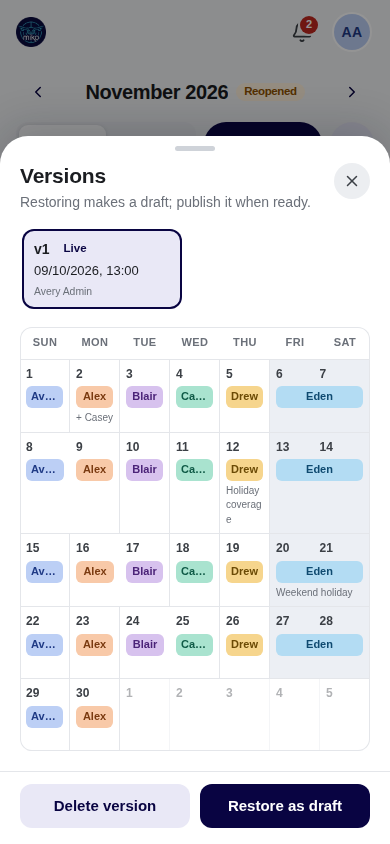 miko
2
AA
November 2026 Reopened
Versions
Restoring makes a draft; publish it when ready.
v1 Live
09/10/2026, 13:00
Avery Admin
SUN MON TUE WED THU FRI SAT
1 2 3 4 5 6 7
Av… Alex Blair Ca… Drew Eden
+ Casey
8 9 10 11 12 13 14
Av… Alex Blair Ca… Drew Eden
Holiday
coverag
e
15 16 17 18 19 20 21
Av… Alex Blair Ca… Drew Eden
Weekend holiday
22 23 24 25 26 27 28
Av… Alex Blair Ca… Drew Eden
29 30 1 2 3 4 5
Av… Alex
Delete version Restore as draft